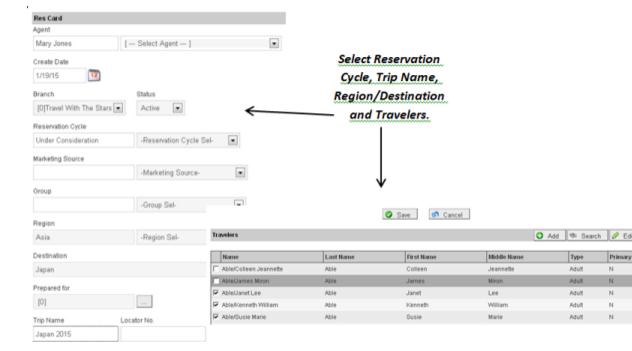 Res Card
Agent
Mary Jones [--- Select Agent --- ]
Create Date
1/19/15
Branch Status
[0]Travel With The Stars Active
Reservation Cycle
Under Consideration -Reservation Cycle Sel-
Marketing Source
-Marketing Source-
Group
-Group Sel-
Region
Asia -Region Sel-
Destination
Japan
Prepared for
[0] ...
Trip Name Locator No.
Japan 2015
Select Reservation
Cycle, Trip Name,
Region/Destination
and Travelers.
Save Cancel
Travelers Add Search Edi
Name Last Name First Name Middle Name Type Primary
Able/Colleen Jeannette Able Colleen Jeannette Adult N
Able/James Miron Able James Miron Adult N
Able/Janet Lee Able Janet Lee Adult N
Able/Kenneth William Able Kenneth William Adult N
Able/Susie Marie Able Susie Marie Adult N